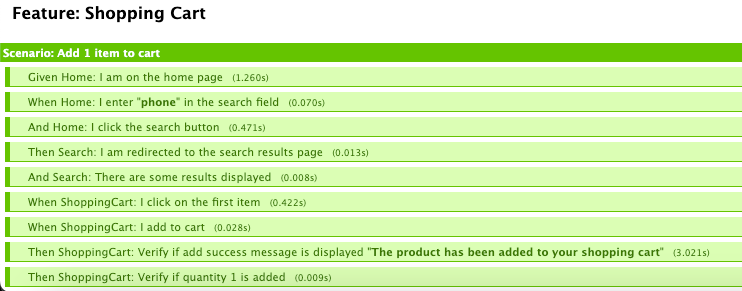 Feature: Shopping Cart
Scenario: Add 1 item to cart
Given Home: I am on the home page (1.260s)
When Home: I enter "phone" in the search field (0.070s)
And Home: I click the search button (0.471s)
Then Search: I am redirected to the search results page (0.013s)
And Search: There are some results displayed (0.008s)
When ShoppingCart: I click on the first item (0.422s)
When ShoppingCart: I add to cart (0.028s)
Then ShoppingCart: Verify if add success message is displayed "The product has been added to your shopping cart" (3.021s)
Then ShoppingCart: Verify if quantity 1 is added (0.009s)